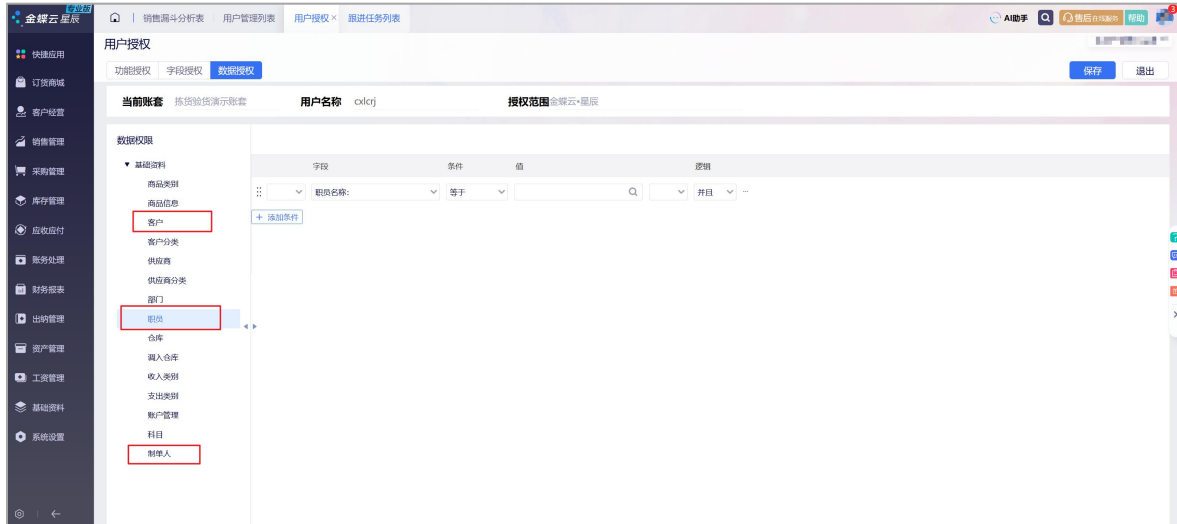 专业版
金蝶云星辰
销售漏斗分析表 用户管理列表 用户授权 × 跟进任务列表
AI助手 售后在线服务 帮助 3
快捷应用
订货商城
客户经营
销售管理
采购管理
库存管理
应收应付
账务处理
财务报表
出纳管理
资产管理
工资管理
基础资料
系统设置
用户授权
功能授权 字段授权 数据授权
保存 退出
当前账套 拣货验货演示账套 用户名称 cxlcrj 授权范围 金蝶云•星辰
数据权限
基础资料
商品类别
商品信息
客户
客户分类
供应商
供应商分类
部门
职员
仓库
调入仓库
收入类别
支出类别
账户管理
科目
制单人
字段 条件 值 逻辑
职员名称: 等于 并且 ...
+ 添加条件